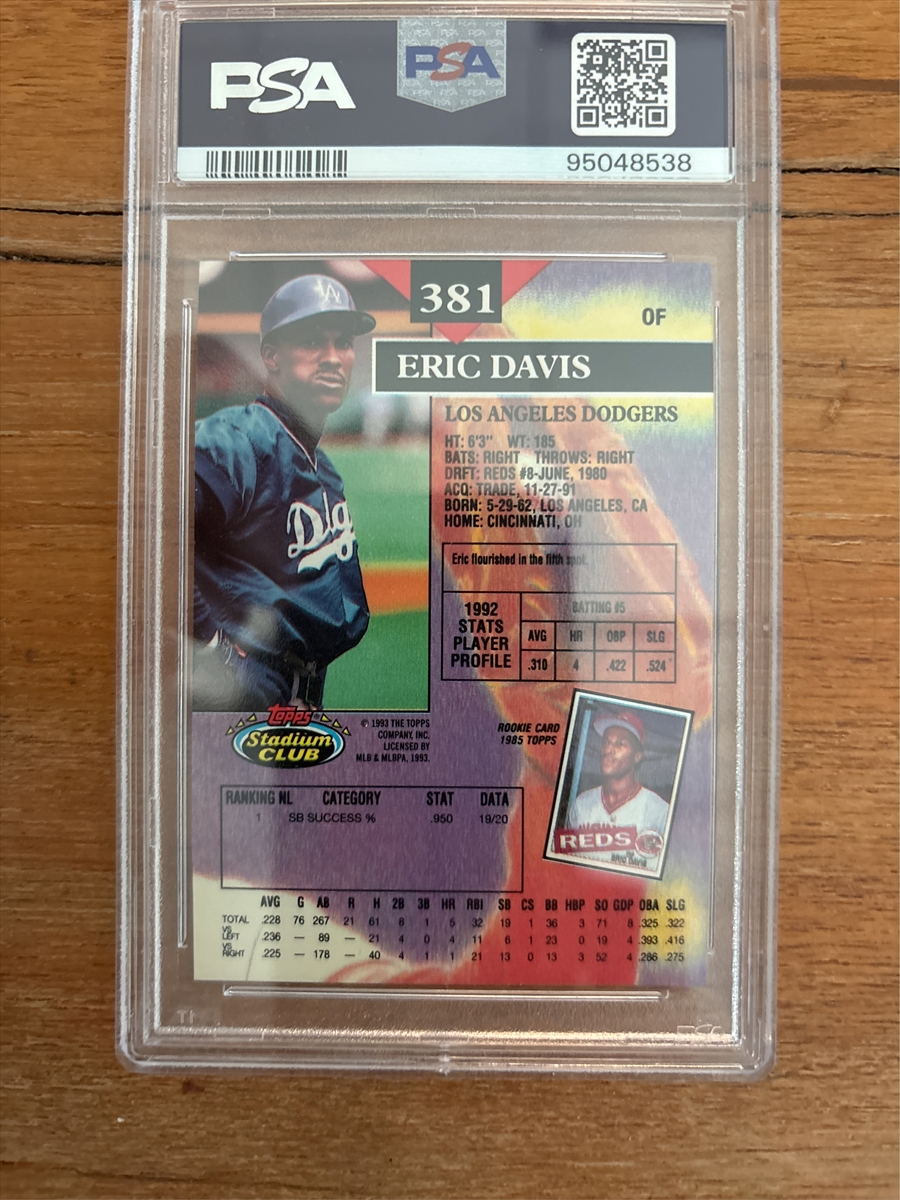 PSA
PSA
95048538
381
OF
ERIC DAVIS
LOS ANGELES DODGERS
HT: 6'3" WT: 185
BATS: RIGHT THROWS: RIGHT
DRFT: REDS #8-JUNE, 1980
ACQ: TRADE, 11-27-91
BORN: 5-29-62, LOS ANGELES, CA
HOME: CINCINNATI, OH
Eric flourished in the fifth spot.
1992
STATS
PLAYER
PROFILE
BATTING #5
AVG HR OBP SLG
.310 4 .422 .524
Topps
Stadium
CLUB
© 1993 THE TOPPS
COMPANY, INC.
LICENSED BY
MLB & MLBPA, 1993.
ROOKIE CARD
1985 TOPPS
REDS
OF
ERIC DAVIS
RANKING NL CATEGORY STAT DATA
1 SB SUCCESS % .950 19/20
AVG G AB R H 2B 3B HR RBI SB CS BB HBP SO GDP OBA SLG
TOTAL .228 76 267 21 61 8 1 5 32 19 1 36 3 71 8 .325 .322
VS LEFT .236 — 89 — 21 4 0 4 11 6 1 23 0 19 4 .393 .416
VS RIGHT .225 — 178 — 40 4 1 1 21 13 0 13 3 52 4 .286 .275